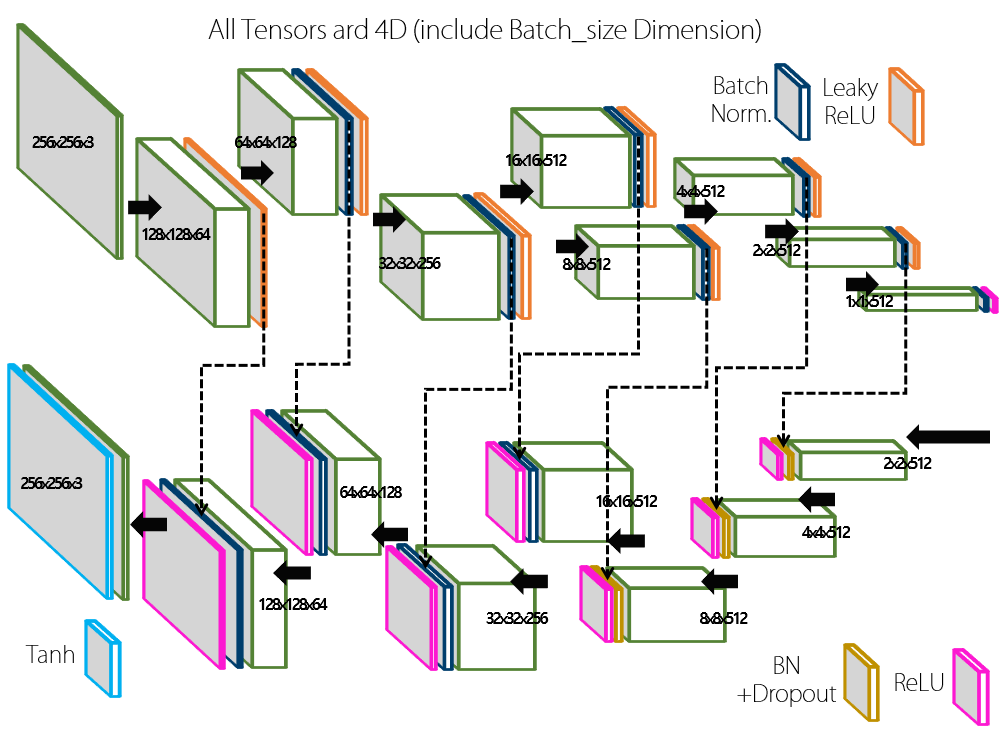 All Tensors ard 4D (include Batch_size Dimension)
Batch
Norm.
Leaky
ReLU
256x256x3
128x128x64
64x64x128
32x32x256
16x16x512
8x8x512
4x4x512
2x2x512
1x1x512
2x2x512
4x4x512
8x8x512
16x16x512
32x32x256
64x64x128
128x128x64
256x256x3
Tanh
BN
+Dropout
ReLU